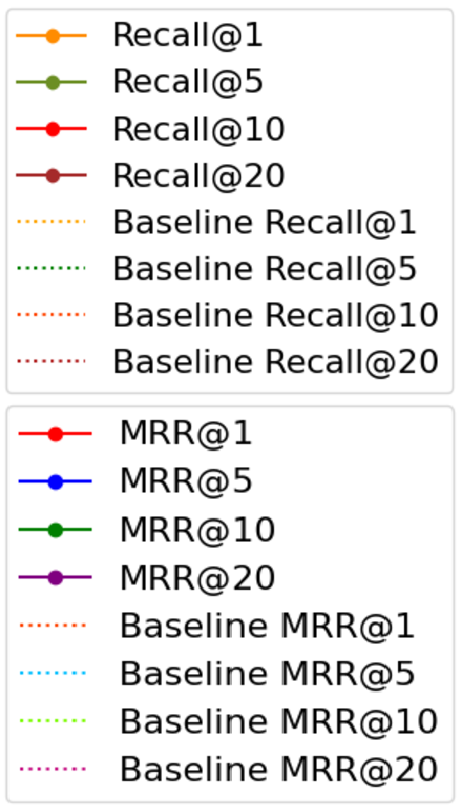 Recall@1
Recall@5
Recall@10
Recall@20
Baseline Recall@1
Baseline Recall@5
Baseline Recall@10
Baseline Recall@20
MRR@1
MRR@5
MRR@10
MRR@20
Baseline MRR@1
Baseline MRR@5
Baseline MRR@10
Baseline MRR@20